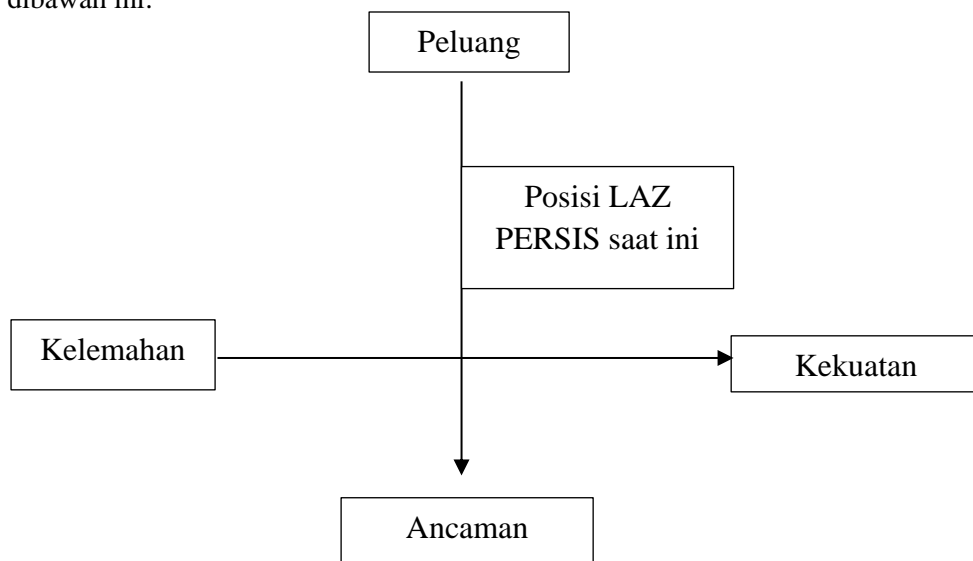 dibawah ini.
Peluang
Posisi LAZ
PERSIS saat ini
Kelemahan
Kekuatan
Ancaman